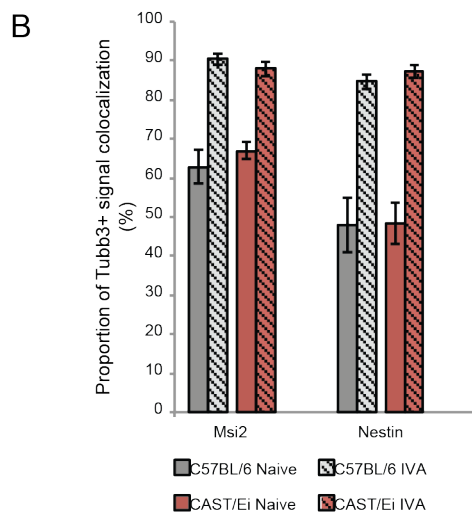 B
Proportion of Tubb3+ signal colocalization
(%)
100
90
80
70
60
50
40
30
20
10
0
Msi2 Nestin
C57BL/6 Naive C57BL/6 IVA
CAST/Ei Naive CAST/Ei IVA